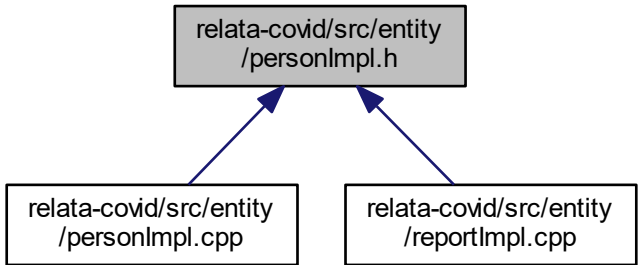 relata-covid/src/entity
/personImpl.h
relata-covid/src/entity
/personImpl.cpp
relata-covid/src/entity
/reportImpl.cpp